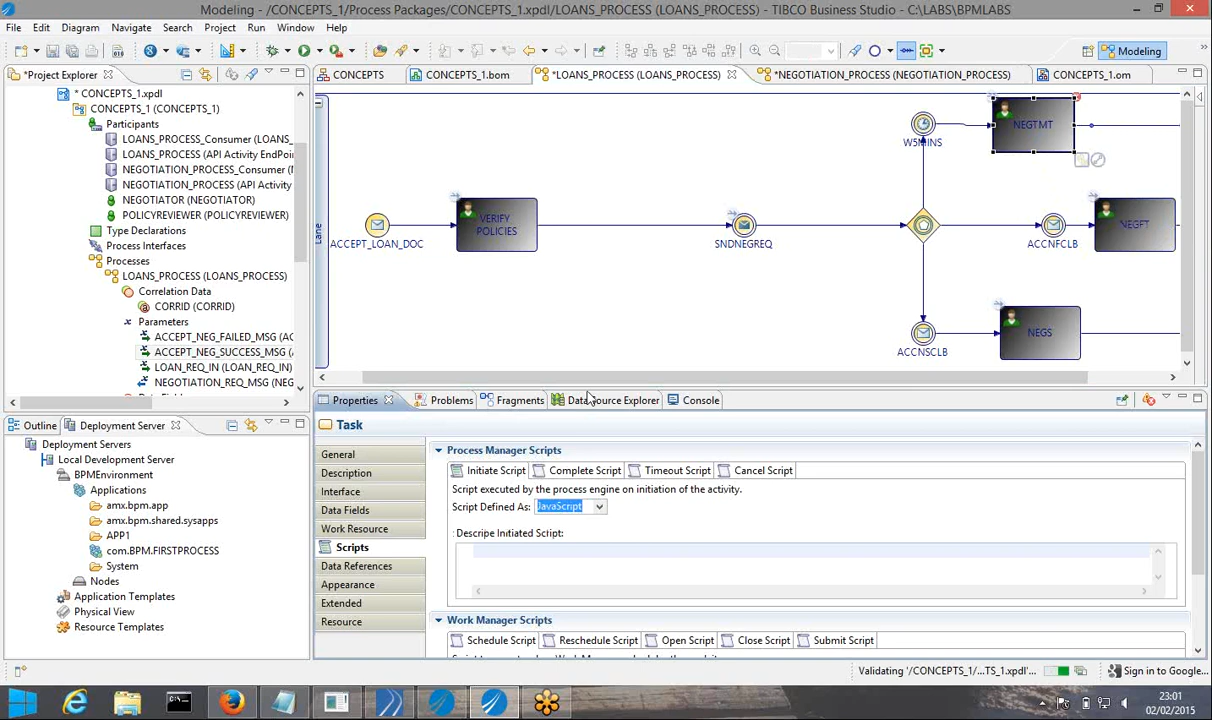 Modeling - /CONCEPTS_1/Process Packages/CONCEPTS_1.xpdl/LOANS_PROCESS (LOANS_PROCESS) - TIBCO Business Studio - C:\LABS\BPMLABS
File Edit Diagram Navigate Search Project Run Window Help
Modeling
*Project Explorer
* CONCEPTS_1.xpdl
CONCEPTS_1 (CONCEPTS_1)
Participants
LOANS_PROCESS_Consumer (LOANS_
LOANS_PROCESS (API Activity EndPoi
NEGOTIATION_PROCESS_Consumer (
NEGOTIATION_PROCESS (API Activity
NEGOTIATOR (NEGOTIATOR)
POLICYREVIEWER (POLICYREVIEWER)
Type Declarations
Process Interfaces
Processes
LOANS_PROCESS (LOANS_PROCESS)
Correlation Data
CORRID (CORRID)
Parameters
ACCEPT_NEG_FAILED_MSG (AC
ACCEPT_NEG_SUCCESS_MSG (
LOAN_REQ_IN (LOAN_REQ_IN)
NEGOTIATION_REQ_MSG (NEG
CONCEPTS
CONCEPTS_1.bom
*LOANS_PROCESS (LOANS_PROCESS)
*NEGOTIATION_PROCESS (NEGOTIATION_PROCESS)
CONCEPTS_1.om
Lane
ACCEPT_LOAN_DOC
VERIFY
POLICIES
SNDNEGREQ
W5MINS
NEGTMT
ACCNFCLB
NEGFT
ACCNSCLB
NEGS
Outline
Deployment Server
Deployment Servers
Local Development Server
BPMEnvironment
Applications
amx.bpm.app
amx.bpm.shared.sysapps
APP1
com.BPM.FIRSTPROCESS
System
Nodes
Application Templates
Physical View
Resource Templates
Properties
Problems
Fragments
Data Source Explorer
Console
Task
General
Description
Interface
Data Fields
Work Resource
Scripts
Data References
Appearance
Extended
Resource
Process Manager Scripts
Initiate Script
Complete Script
Timeout Script
Cancel Script
Script executed by the process engine on initiation of the activity.
Script Defined As: JavaScript
Describe Initiated Script:
Work Manager Scripts
Schedule Script
Reschedule Script
Open Script
Close Script
Submit Script
Validating '/CONCEPTS_1/...TS_1.xpdl'...
Sign in to Google...
23:01
02/02/2015